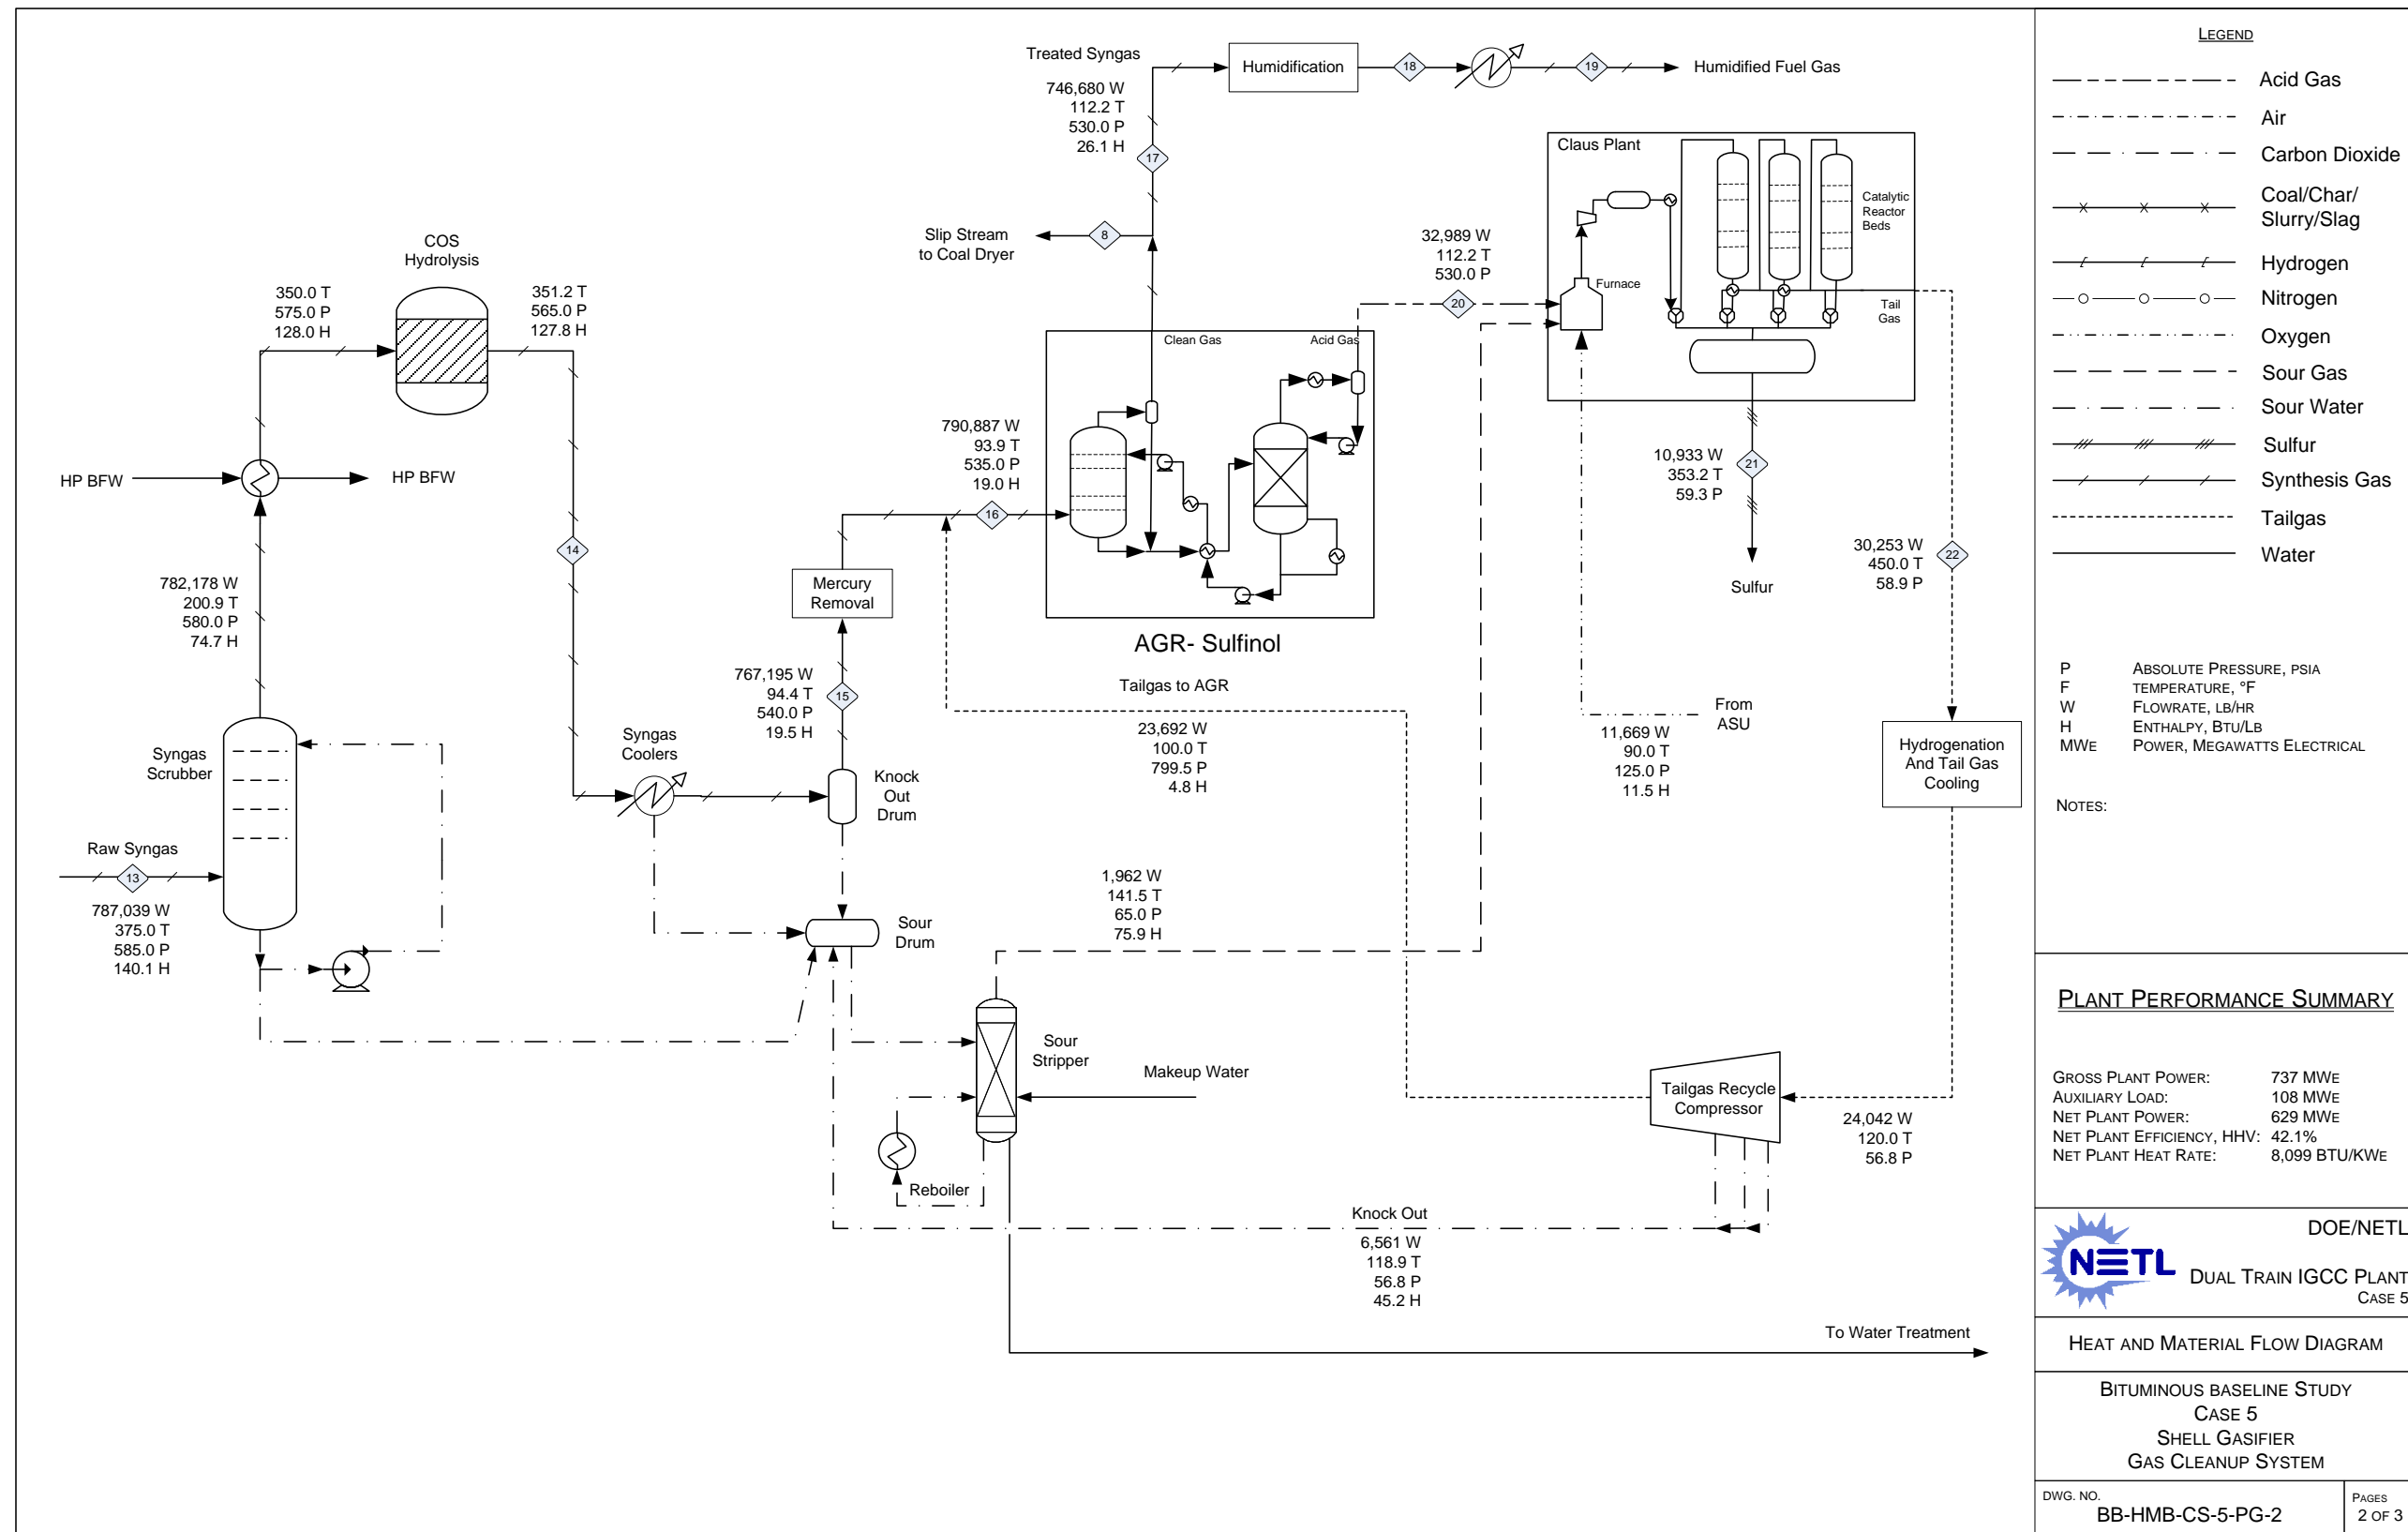 Treated Syngas
746,680 W
112.2 T
530.0 P
26.1 H
17
Humidification
18
19
Humidified Fuel Gas
Slip Stream
to Coal Dryer
8
COS
Hydrolysis
350.0 T
575.0 P
128.0 H
351.2 T
565.0 P
127.8 H
HP BFW
HP BFW
14
782,178 W
200.9 T
580.0 P
74.7 H
Syngas
Scrubber
Raw Syngas
13
787,039 W
375.0 T
585.0 P
140.1 H
Syngas
Coolers
Mercury
Removal
767,195 W
94.4 T
540.0 P
19.5 H
15
Knock
Out
Drum
Sour
Drum
790,887 W
93.9 T
535.0 P
19.0 H
16
Clean Gas
Acid Gas
AGR- Sulfinol
Tailgas to AGR
23,692 W
100.0 T
799.5 P
4.8 H
1,962 W
141.5 T
65.0 P
75.9 H
Sour
Stripper
Makeup Water
Reboiler
Knock Out
6,561 W
118.9 T
56.8 P
45.2 H
To Water Treatment
32,989 W
112.2 T
530.0 P
20
Claus Plant
Furnace
Catalytic
Reactor
Beds
Tail
Gas
10,933 W
353.2 T
59.3 P
21
Sulfur
30,253 W
450.0 T
58.9 P
22
From
ASU
11,669 W
90.0 T
125.0 P
11.5 H
Hydrogenation
And Tail Gas
Cooling
Tailgas Recycle
Compressor
24,042 W
120.0 T
56.8 P
LEGEND
Acid Gas
Air
Carbon Dioxide
Coal/Char/
Slurry/Slag
Hydrogen
Nitrogen
Oxygen
Sour Gas
Sour Water
Sulfur
Synthesis Gas
Tailgas
Water
P ABSOLUTE PRESSURE, PSIA
F TEMPERATURE, °F
W FLOWRATE, LB/HR
H ENTHALPY, BTU/LB
MWE POWER, MEGAWATTS ELECTRICAL
NOTES:
PLANT PERFORMANCE SUMMARY
GROSS PLANT POWER: 737 MWE
AUXILIARY LOAD: 108 MWE
NET PLANT POWER: 629 MWE
NET PLANT EFFICIENCY, HHV: 42.1%
NET PLANT HEAT RATE: 8,099 BTU/KWE
NETL
DOE/NETL
DUAL TRAIN IGCC PLANT
CASE 5
HEAT AND MATERIAL FLOW DIAGRAM
BITUMINOUS BASELINE STUDY
CASE 5
SHELL GASIFIER
GAS CLEANUP SYSTEM
DWG. NO.
BB-HMB-CS-5-PG-2
PAGES
2 OF 3